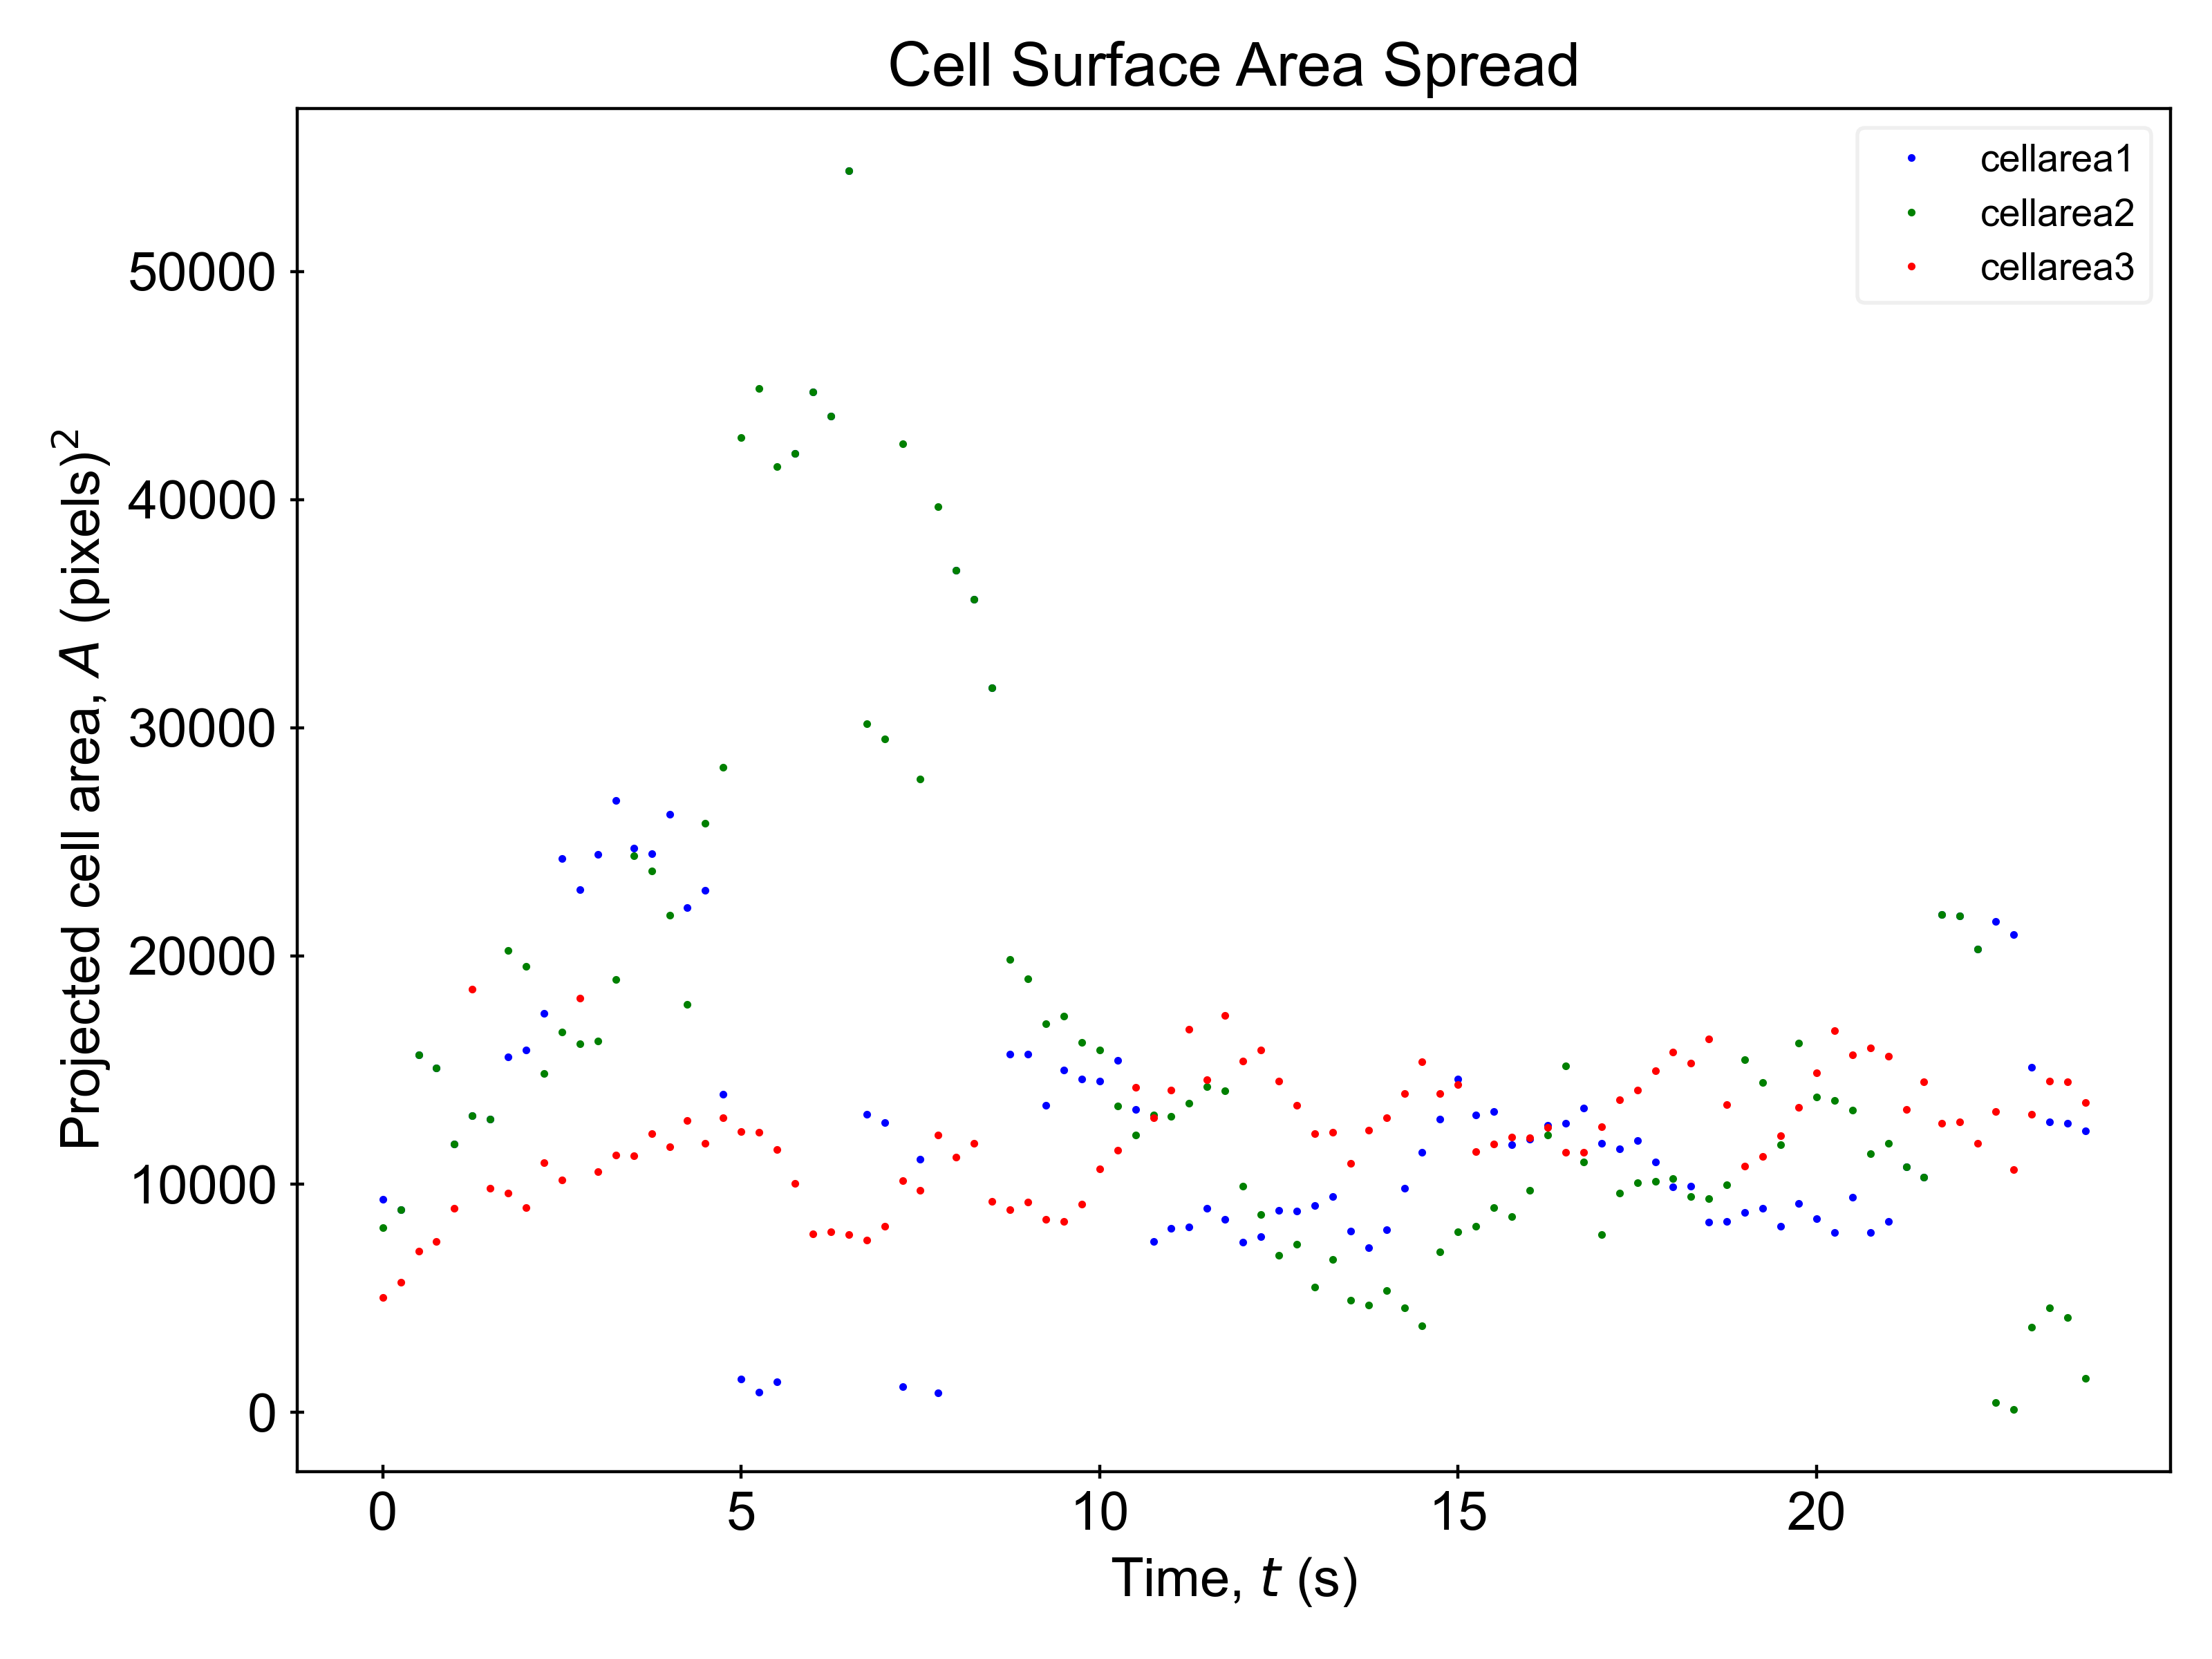 Cell Surface Area Spread
cellarea1
cellarea2
cellarea3
Projected cell area, A (pixels)²
50000
40000
30000
20000
10000
0
0 5 10 15 20
Time, t (s)